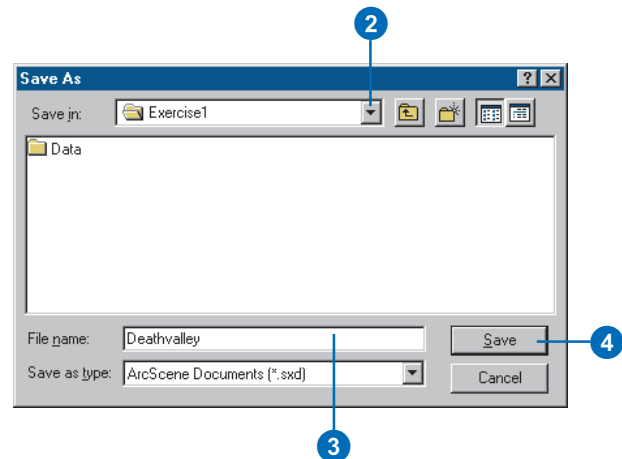 2
Save As
Save in: Exercise1
Data
File name: Deathvalley Save
4
Save as type: ArcScene Documents (*.sxd) Cancel
3